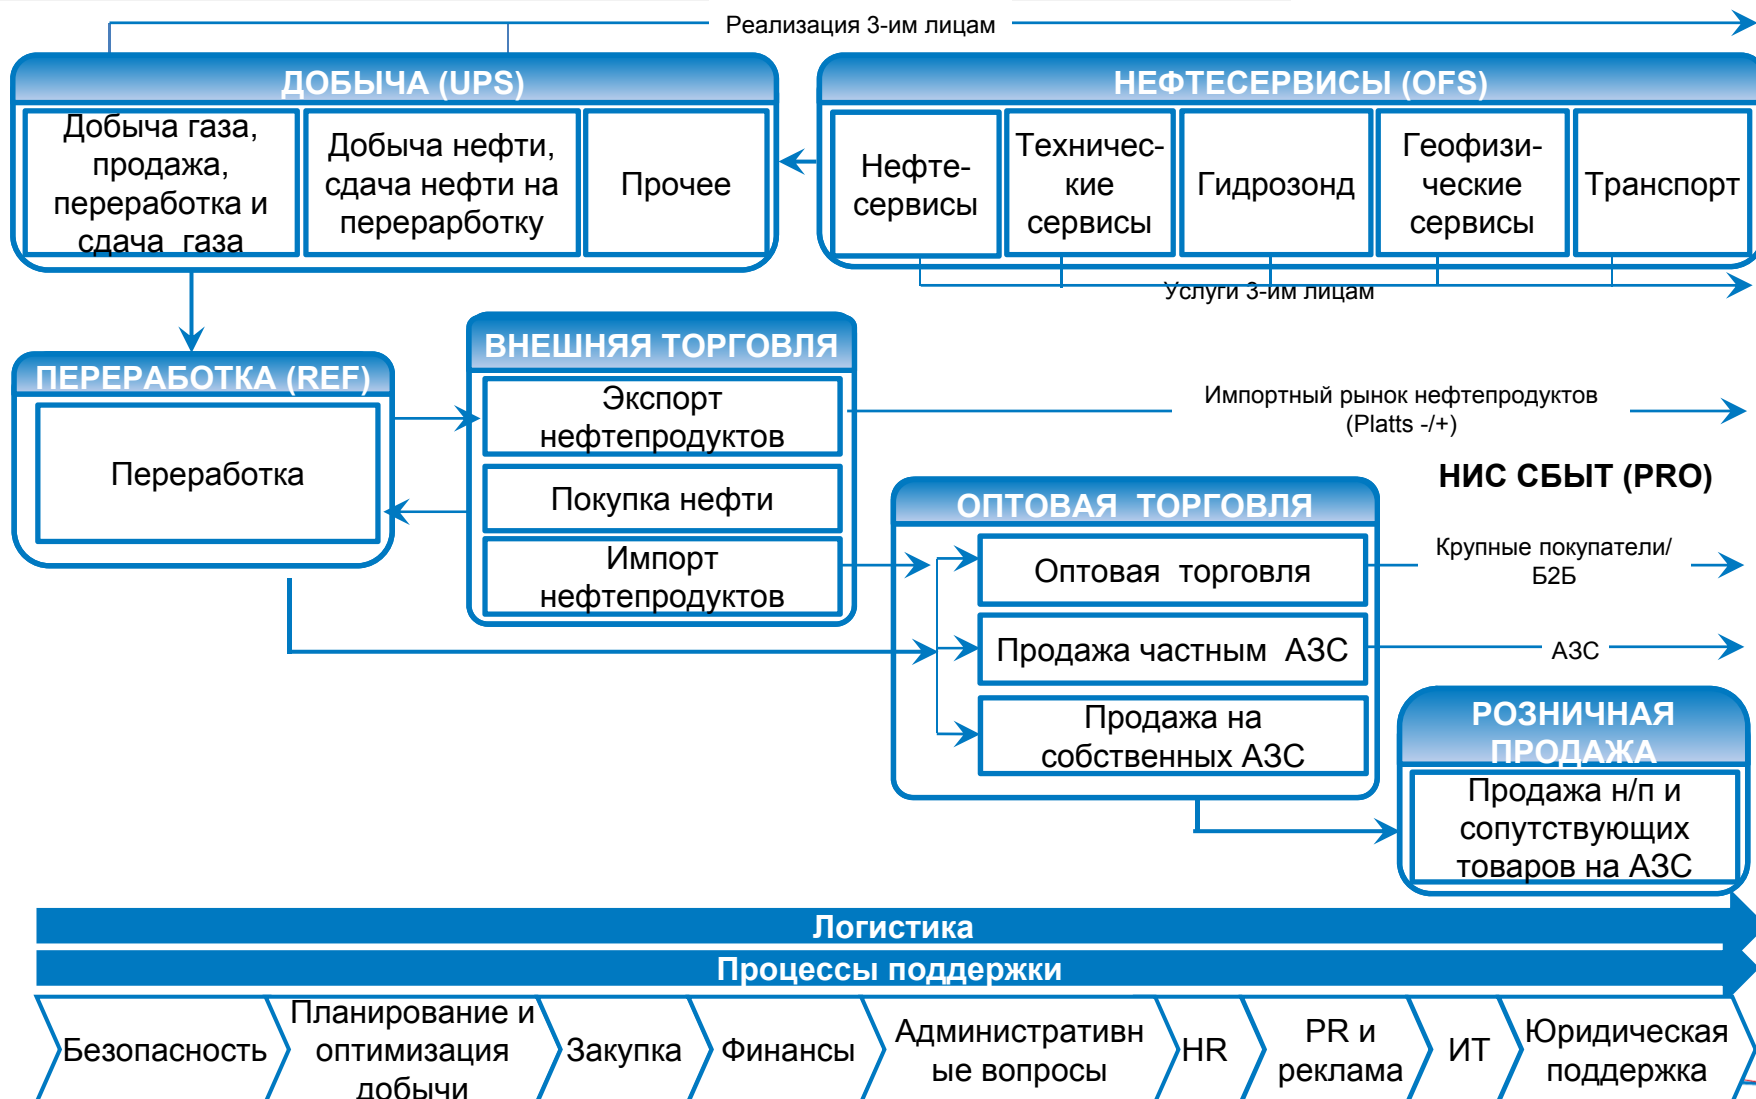 Реализация 3-им лицам
ДОБЫЧА (UPS)
Добыча газа,
продажа,
переработка и
сдача газа
Добыча нефти,
сдача нефти на
перерарботку
Прочее
НЕФТЕСЕРВИСЫ (OFS)
Нефте-
сервисы
Техничес-
кие
сервисы
Гидрозонд
Геофизи-
ческие
сервисы
Транспорт
Услуги 3-им лицам
ПЕРЕРАБОТКА (REF)
Переработка
ВНЕШНЯЯ ТОРГОВЛЯ
Экспорт
нефтепродуктов
Покупка нефти
Импорт
нефтепродуктов
Импортный рынок нефтепродуктов
(Platts -/+)
НИС СБЫТ (PRO)
ОПТОВАЯ ТОРГОВЛЯ
Оптовая торговля
Продажа частным АЗС
Продажа на
собственных АЗС
Крупные покупатели/
Б2Б
АЗС
РОЗНИЧНАЯ
ПРОДАЖА
Продажа н/п и
сопутствующих
товаров на АЗС
Логистика
Процессы поддержки
Безопасность
Планирование и
оптимизация
добычи
Закупка
Финансы
Административн
ые вопросы
HR
PR и
реклама
ИТ
Юридическая
поддержка